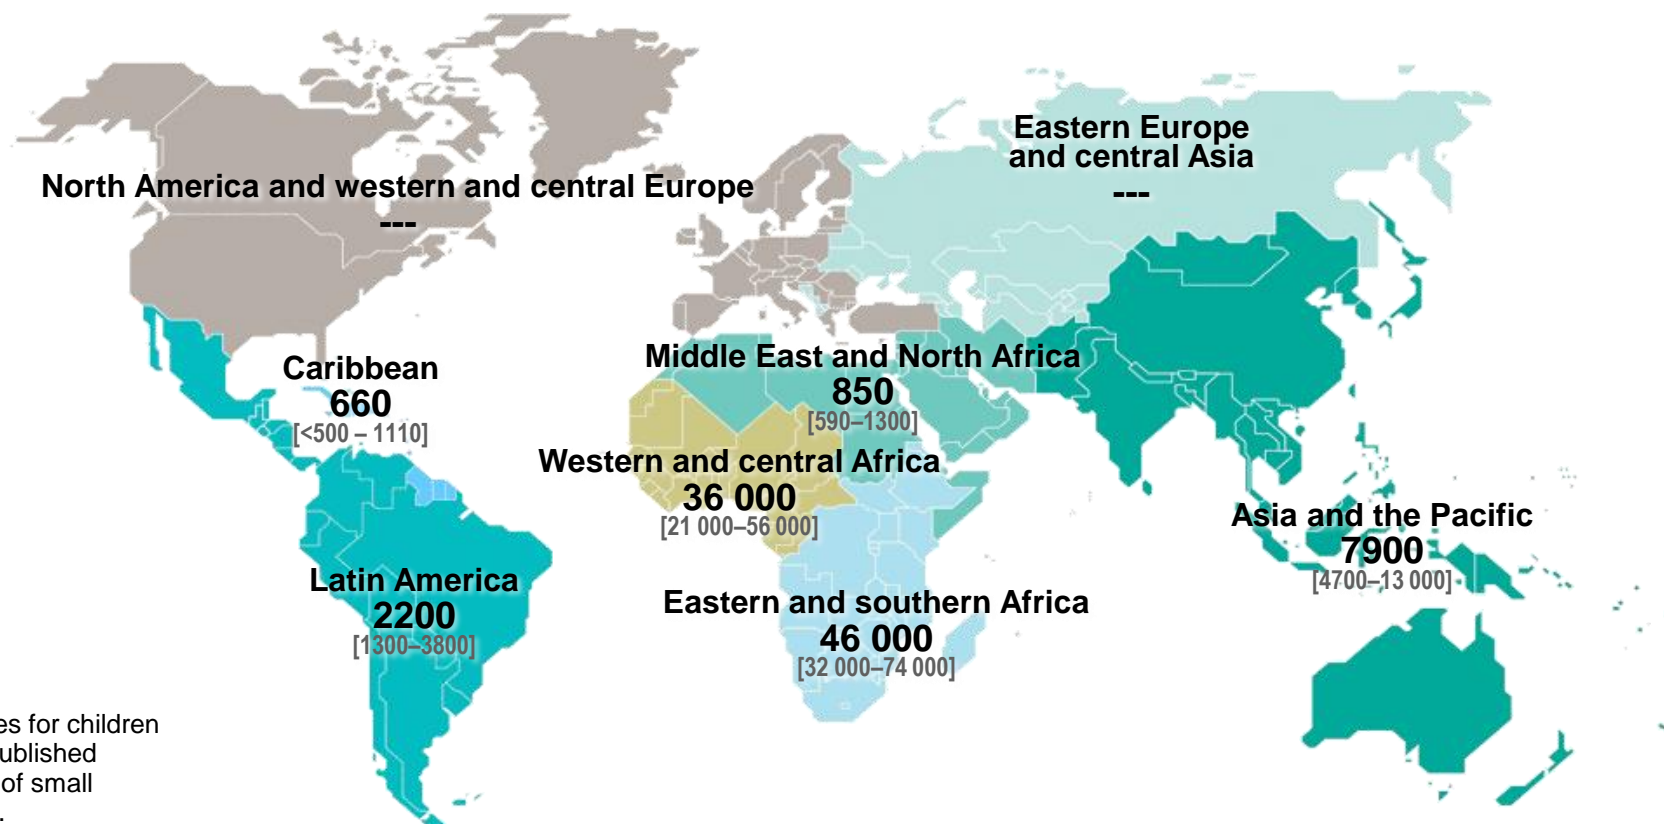 Eastern Europe
and central Asia
---
North America and western and central Europe
---
Caribbean
660
[<500 – 1110]
Middle East and North Africa
850
[590–1300]
Western and central Africa
36 000
[21 000–56 000]
Asia and the Pacific
7900
[4700–13 000]
Latin America
2200
[1300–3800]
Eastern and southern Africa
46 000
[32 000–74 000]
es for children
ublished
of small
.